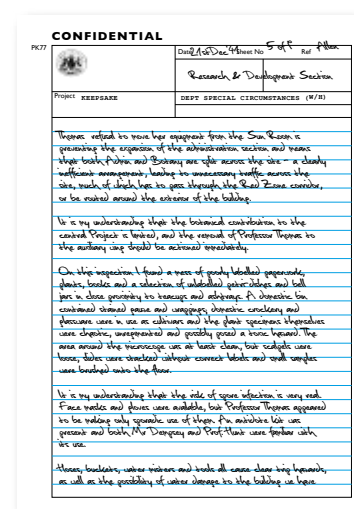 CONFIDENTIAL
PK77
Date 21st Dec '41 Sheet No 5 of Ref Allen
Research & Development Section
Project KEEPSAKE DEPT SPECIAL CIRCUMSTANCES (W/H)
Thomas' refusal to move her equipment from the Sun Room is
preventing the expansion of the administration section and means
that both Admin and Botany are split across the site - a clearly
inefficient arrangement, leading to unnecessary traffic across the
site, much of which has to pass through the Red Zone corridor,
or be routed around the exterior of the building.
It is my understanding that the botanical contribution to the
central Project is limited, and the removal of Professor Thomas to
the auxiliary wing should be actioned immediately.
On this inspection I found a mess of poorly labelled paperwork,
plants, books and a selection of unlabelled petri dishes and bell
jars in close proximity to teacups and ashtrays. A domestic bin
contained stained gauze and wrappings, domestic crockery and
glassware were in use as cultivars and the plant specimens themselves
were chaotic, unregimented and possibly posed a toxic hazard. The
area around the microscope was at least clean, but scalpels were
loose, slides were stacked without correct labels and small samples
were brushed onto the floor.
It is my understanding that the risk of spore infection is very real.
Face masks and gloves were available, but Professor Thomas appeared
to be making only sporadic use of them. An antidote kit was
present and both Mr Dempsey and Prof. Hunt were familiar with
its use.
Hoses, buckets, water misters and tools all cause clear trip hazards,
as well as the possibility of water damage to the building we have